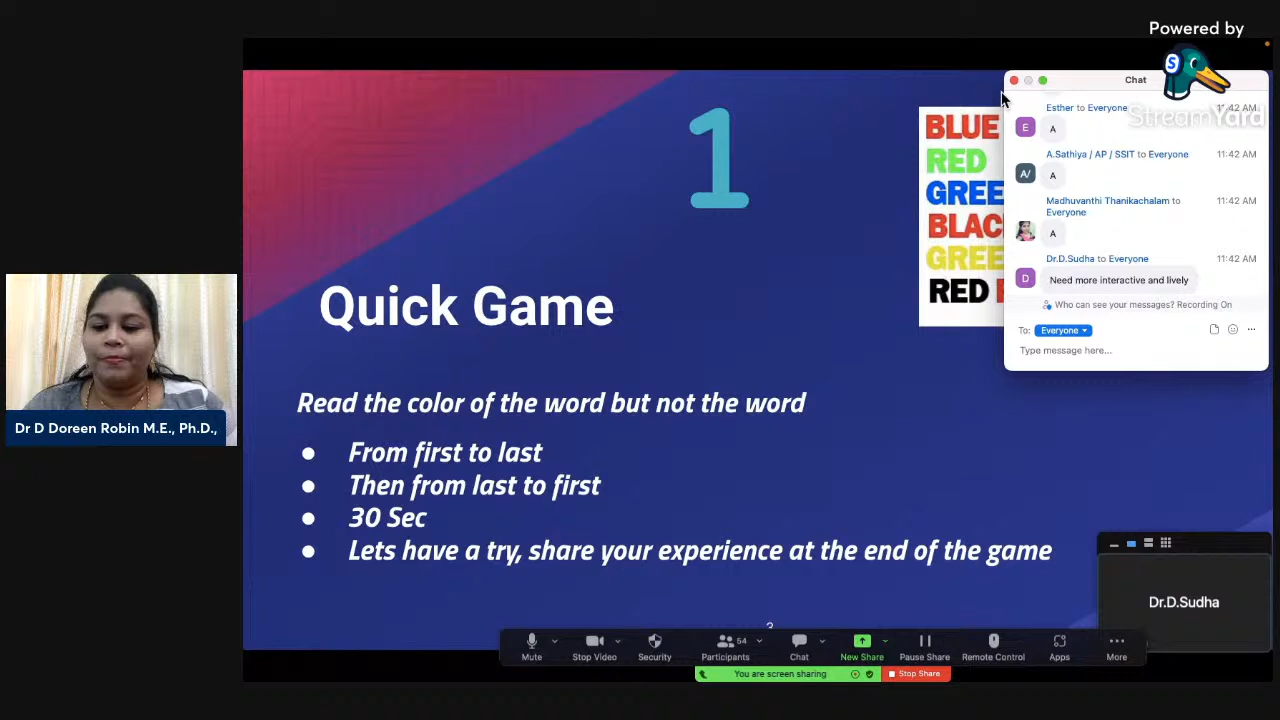 Powered by
StreamYard
Chat
Esther to Everyone
11:42 AM
E
A
A.Sathiya / AP / SSIT to Everyone
11:42 AM
A/
A
Madhuvanthi Thanikachalam to
Everyone
11:42 AM
A
Dr.D.Sudha to Everyone
11:42 AM
D
Need more interactive and lively
Who can see your messages? Recording On
To: Everyone
Type message here...
1
BLUE
RED
GREE
BLAC
YELL
RED
Quick Game
Read the color of the word but not the word
● From first to last
● Then from last to first
● 30 Sec
● Lets have a try, share your experience at the end of the game
3
Dr D Doreen Robin M.E., Ph.D.,
Dr.D.Sudha
54
Mute Stop Video Security Participants Chat New Share Pause Share Remote Control Apps More
You are screen sharing
Stop Share